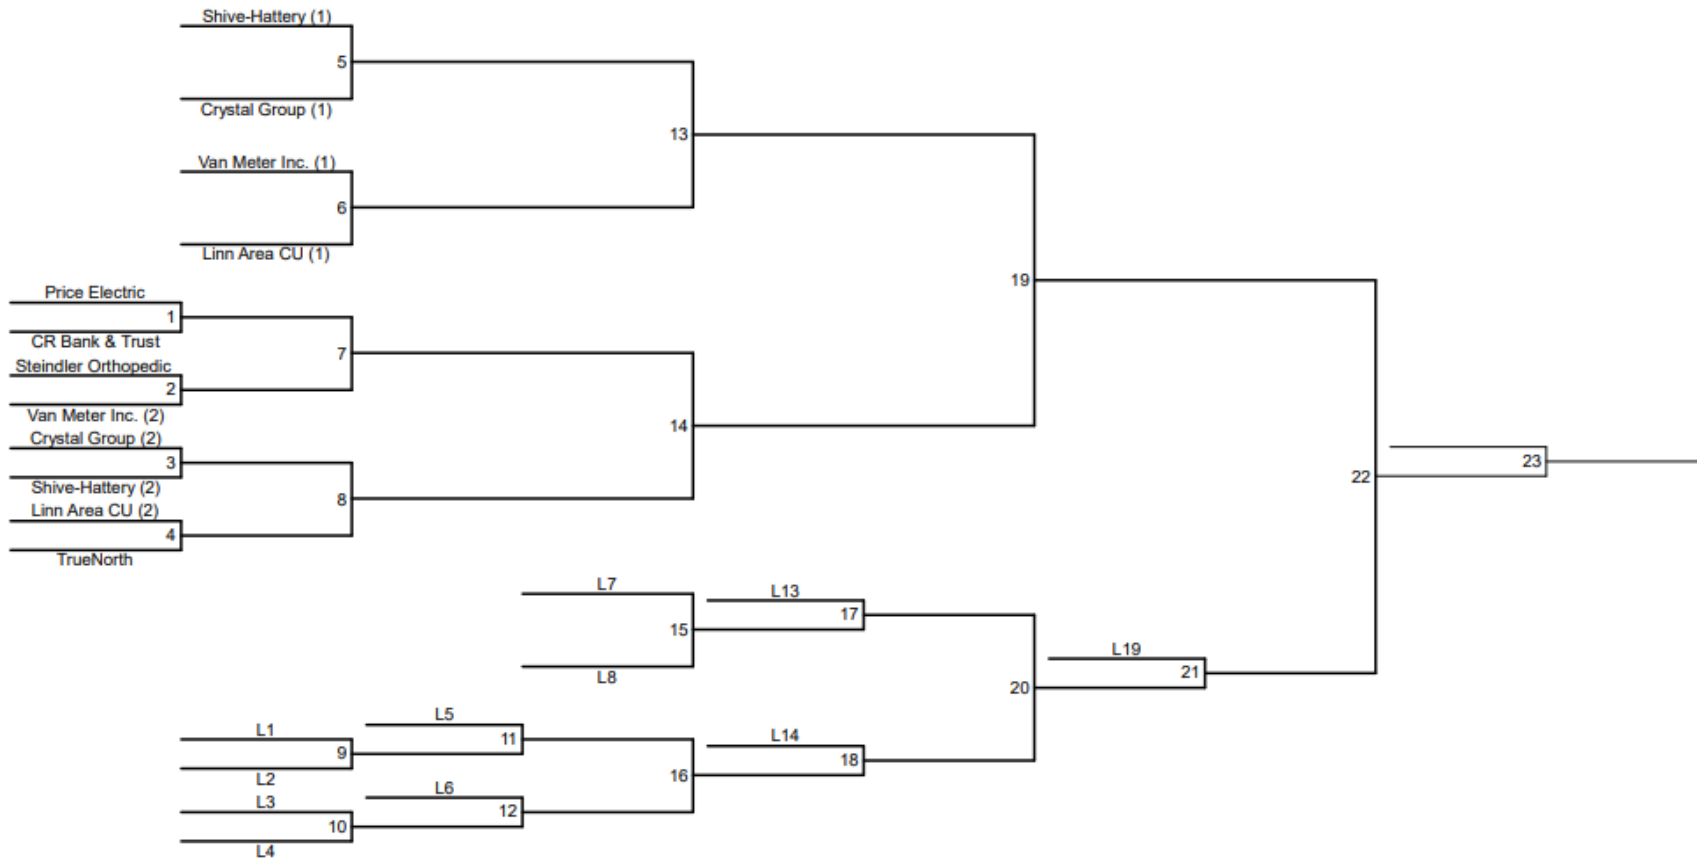 Shive-Hattery (1)
5
Crystal Group (1)
13
Van Meter Inc. (1)
6
Linn Area CU (1)
19
Price Electric
1
CR Bank & Trust
7
Steindler Orthopedic
2
Van Meter Inc. (2)
14
Crystal Group (2)
3
Shive-Hattery (2)
8
Linn Area CU (2)
4
TrueNorth
22
23
L7
15
L8
L13
17
L19
21
20
L1
9
L2
L5
11
L14
18
16
L3
10
L4
L6
12